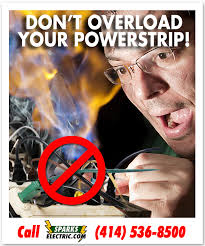 DON'T OVERLOAD
YOUR POWERSTRIP!
Call SPARKS ELECTRIC.COM (414) 536-8500